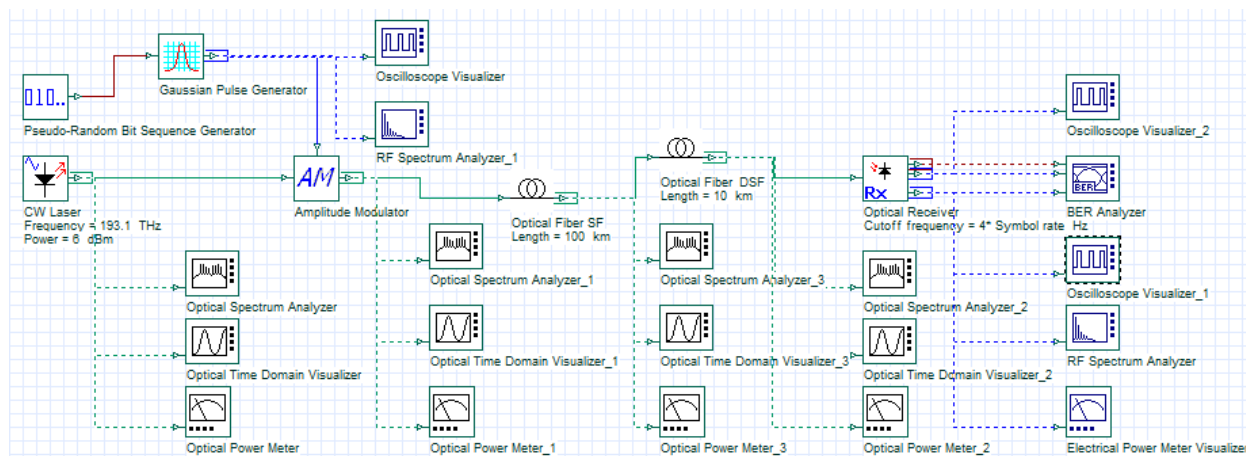 Oscilloscope Visualizer
Gaussian Pulse Generator
010..
Pseudo-Random Bit Sequence Generator
RF Spectrum Analyzer_1
Oscilloscope Visualizer_2
AM
CW Laser
Frequency = 193.1 THz
Power = 6 dBm
Amplitude Modulator
Optical Fiber SF
Length = 100 km
Optical Fiber DSF
Length = 10 km
Rx
Optical Receiver
Cutoff frequency = 4* Symbol rate Hz
BER
BER Analyzer
Optical Spectrum Analyzer
Optical Spectrum Analyzer_1
Optical Spectrum Analyzer_3
Optical Spectrum Analyzer_2
Oscilloscope Visualizer_1
Optical Time Domain Visualizer
Optical Time Domain Visualizer_1
Optical Time Domain Visualizer_3
Optical Time Domain Visualizer_2
RF Spectrum Analyzer
Optical Power Meter
Optical Power Meter_1
Optical Power Meter_3
Optical Power Meter_2
Electrical Power Meter Visualizer